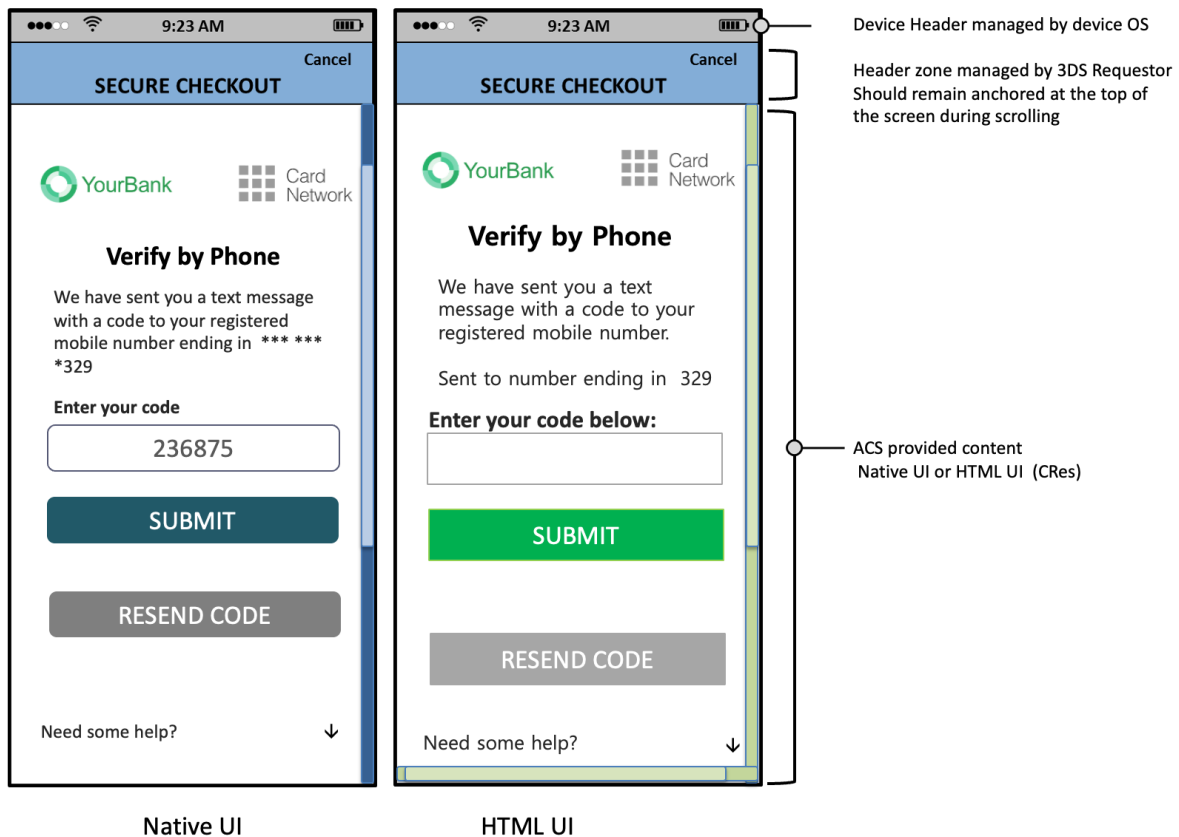 9:23 AM
Cancel
SECURE CHECKOUT
YourBank
Card
Network
Verify by Phone
We have sent you a text message
with a code to your registered
mobile number ending in *** ***
*329
Enter your code
236875
SUBMIT
RESEND CODE
Need some help?
Native UI
9:23 AM
Cancel
SECURE CHECKOUT
YourBank
Card
Network
Verify by Phone
We have sent you a text
message with a code to your
registered mobile number.
Sent to number ending in 329
Enter your code below:
SUBMIT
RESEND CODE
Need some help?
HTML UI
Device Header managed by device OS
Header zone managed by 3DS Requestor
Should remain anchored at the top of
the screen during scrolling
ACS provided content
Native UI or HTML UI (CRes)